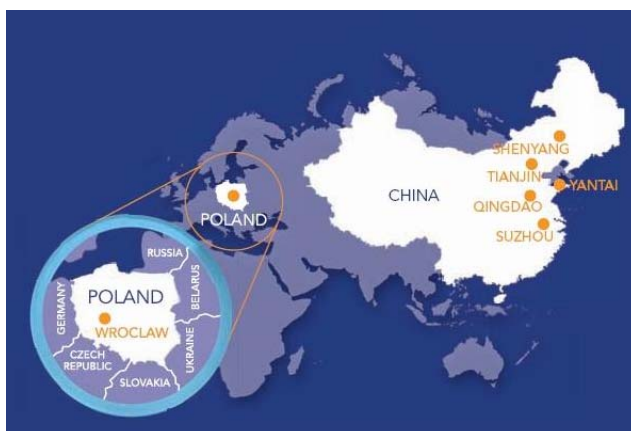 SHENYANG
TIANJIN
YANTAI
CHINA
QINGDAO
SUZHOU
POLAND
RUSSIA
BELARUS
POLAND
GERMANY
WROCLAW
UKRAINE
CZECH
REPUBLIC
SLOVAKIA